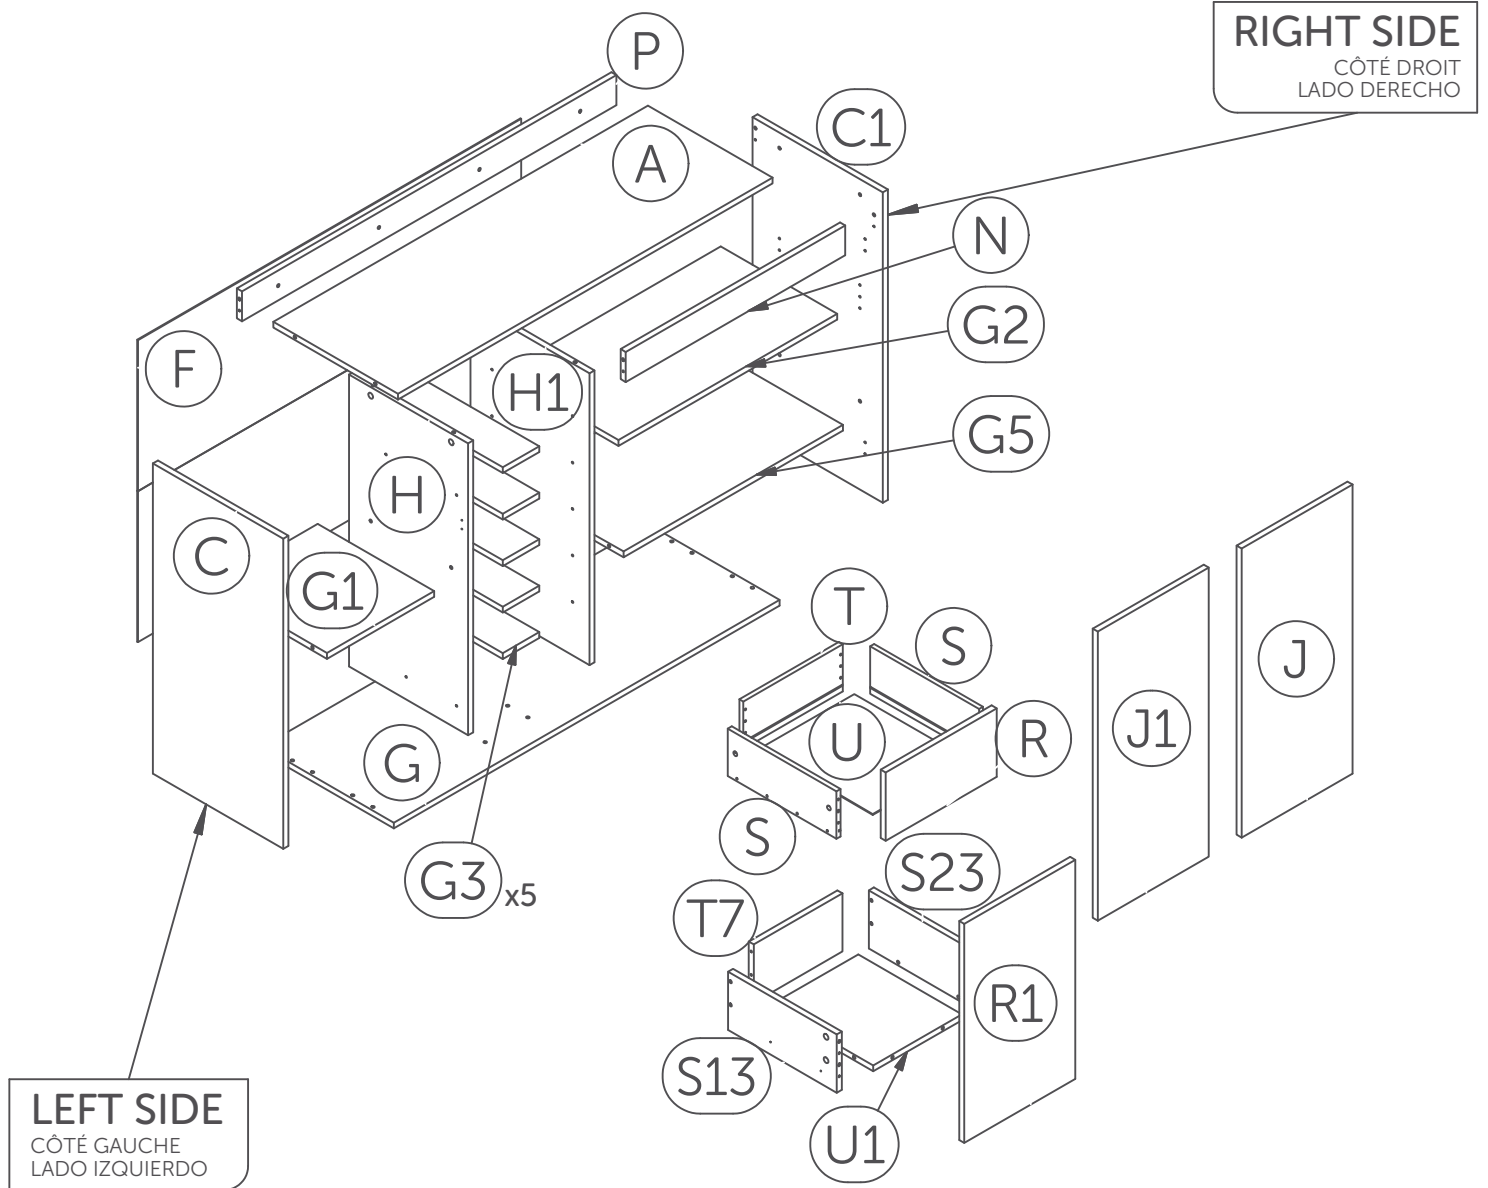 RIGHT SIDE
CÔTÉ DROIT
LADO DERECHO
P
C1
A
N
G2
F
H1
G5
H
C
G1
T
S
J
J1
U
R
G
S
G3 x5
S23
T7
R1
S13
U1
LEFT SIDE
CÔTÉ GAUCHE
LADO IZQUIERDO